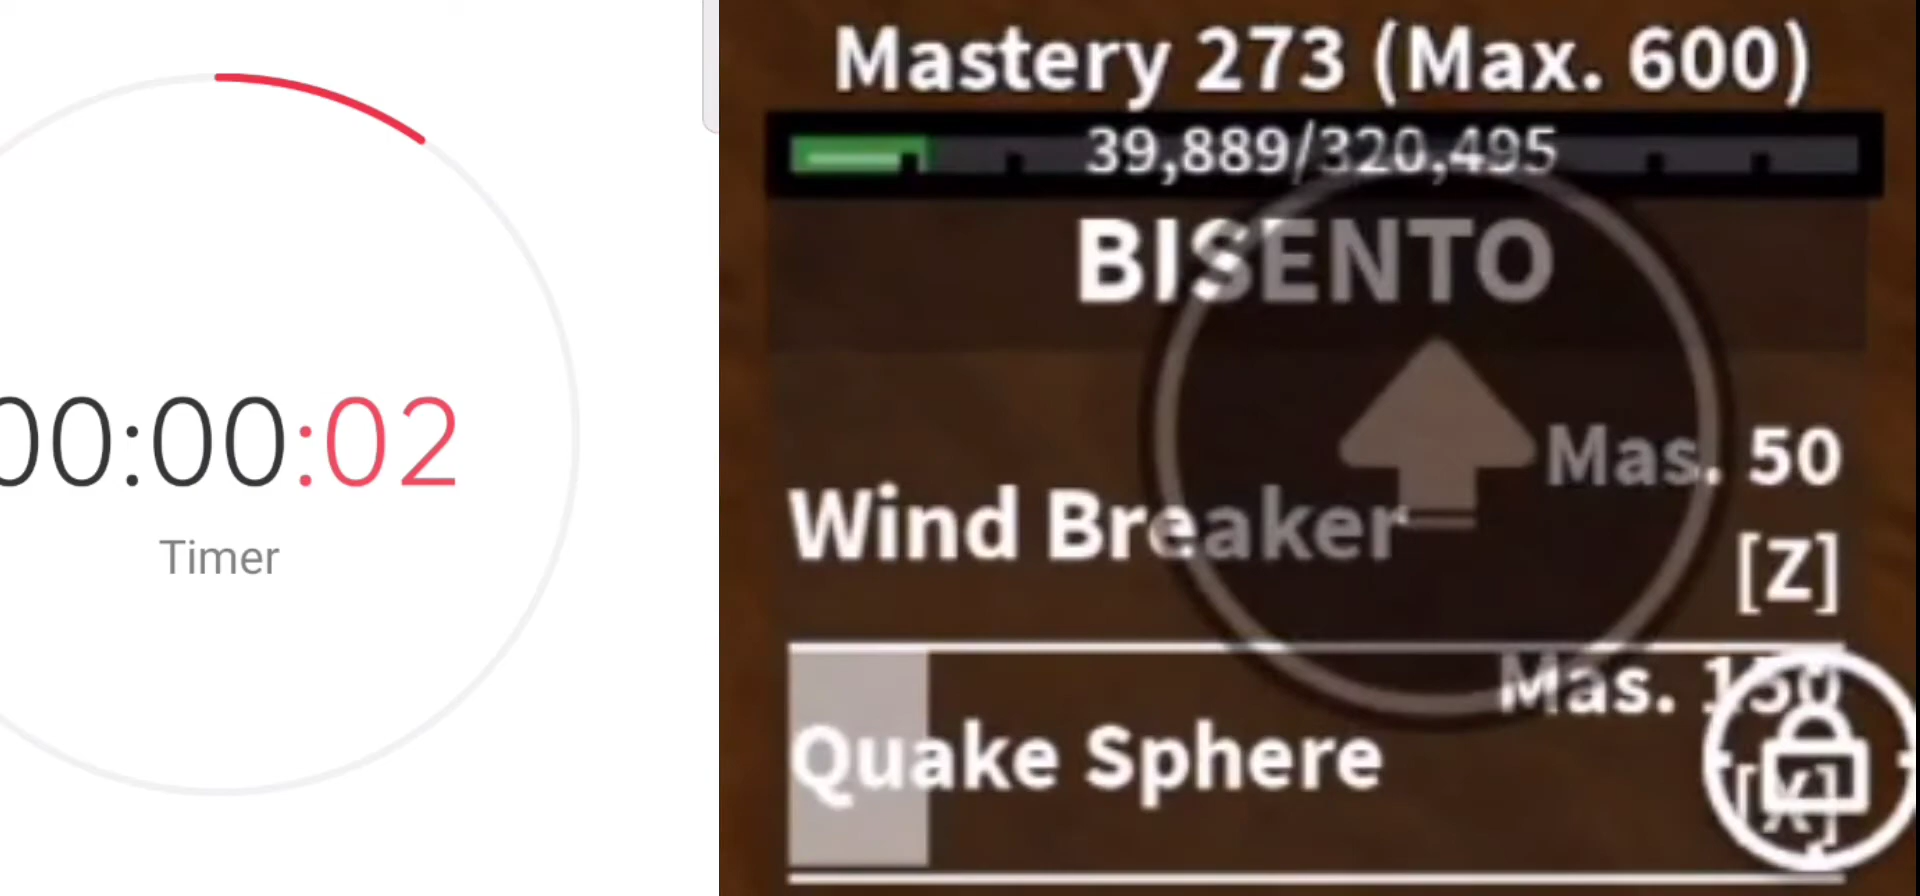 00:00:02
Timer
Mastery 273 (Max. 600)
39,889/320,495
BISENTO
Mas. 50
Wind Breaker
[Z]
Mas. 150
Quake Sphere
[X]